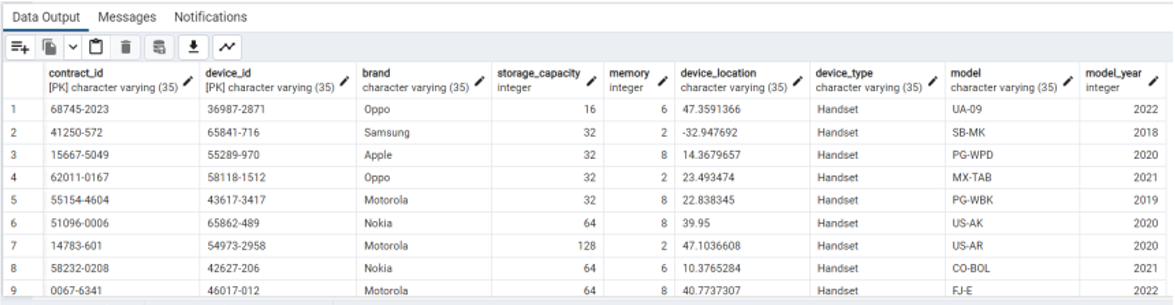 Data Output Messages Notifications
contract_id device_id brand storage_capacity memory device_location device_type model model_year
[PK] character varying (35) [PK] character varying (35) character varying (35) integer integer character varying (35) character varying (35) character varying (35) integer
1 68745-2023 36987-2871 Oppo 16 6 47.3591366 Handset UA-09 2022
2 41250-572 65841-716 Samsung 32 2 -32.947692 Handset SB-MK 2018
3 15667-5049 55289-970 Apple 32 8 14.3679657 Handset PG-WPD 2020
4 62011-0167 58118-1512 Oppo 32 2 23.493474 Handset MX-TAB 2021
5 55154-4604 43617-3417 Motorola 32 8 22.838345 Handset PG-WBK 2019
6 51096-0006 65862-489 Nokia 64 8 39.95 Handset US-AK 2020
7 14783-601 54973-2958 Motorola 128 2 47.1036608 Handset US-AR 2020
8 58232-0208 42627-206 Nokia 64 6 10.3765284 Handset CO-BOL 2021
9 0067-6341 46017-012 Motorola 64 8 40.7737307 Handset FJ-E 2022